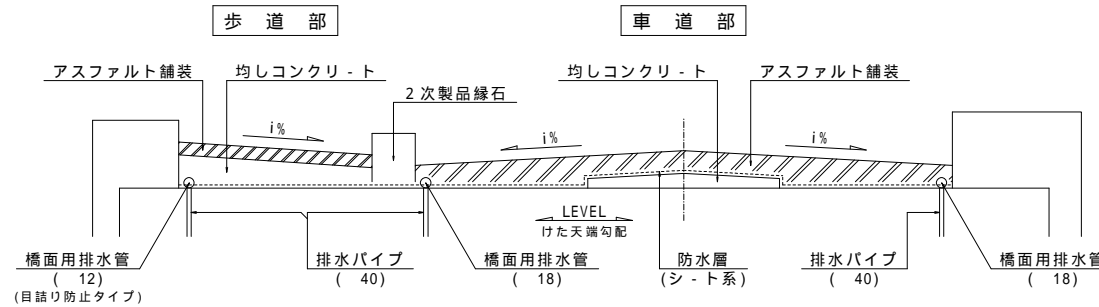 歩道部
車道部
アスファルト舗装
均しコンクリ-ト
2次製品縁石
均しコンクリ-ト
アスファルト舗装
i%
i%
i%
LEVEL
けた天端勾配
橋面用排水管
( 12)
(目詰り防止タイプ)
排水パイプ
( 40)
橋面用排水管
( 18)
防水層
(シ-ト系)
排水パイプ
( 40)
橋面用排水管
( 18)